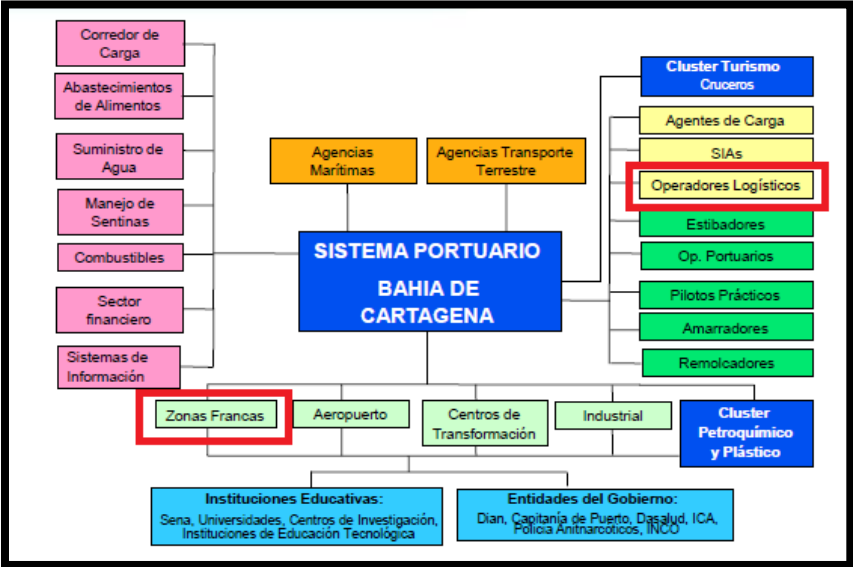 Corredor de
Carga
Abastecimientos
de Alimentos
Suministro de
Agua
Manejo de
Sentinas
Combustibles
Sector
financiero
Sistemas de
Información
Agencias
Marítimas
Agencias Transporte
Terrestre
SISTEMA PORTUARIO
BAHIA DE
CARTAGENA
Cluster Turismo
Cruceros
Agentes de Carga
SIAs
Operadores Logísticos
Estibadores
Op. Portuarios
Pilotos Prácticos
Amarradores
Remolcadores
Zonas Francas
Aeropuerto
Centros de
Transformación
Industrial
Cluster
Petroquímico
y Plástico
Instituciones Educativas:
Sena, Universidades, Centros de Investigación,
Instituciones de Educación Tecnológica
Entidades del Gobierno:
Dian, Capitanía de Puerto, Dasalud, ICA,
Policia Anitnarcoticos, INCO